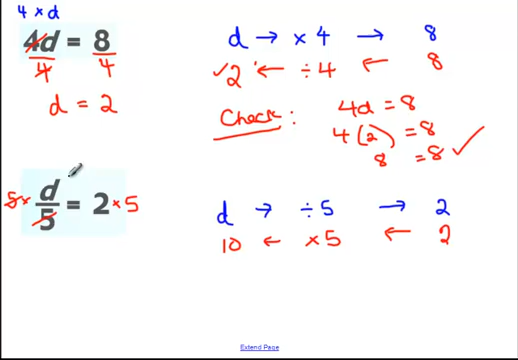 4 × d
4d = 8
4 4
d = 2
d → × 4 → 8
✓2 ← ÷4 ← 8
Check :
4d = 8
4 (2) = 8
8 = 8 ✓
5 × d/5 = 2 × 5
d → ÷5 → 2
10 ← ×5 ← 2
Extend Page